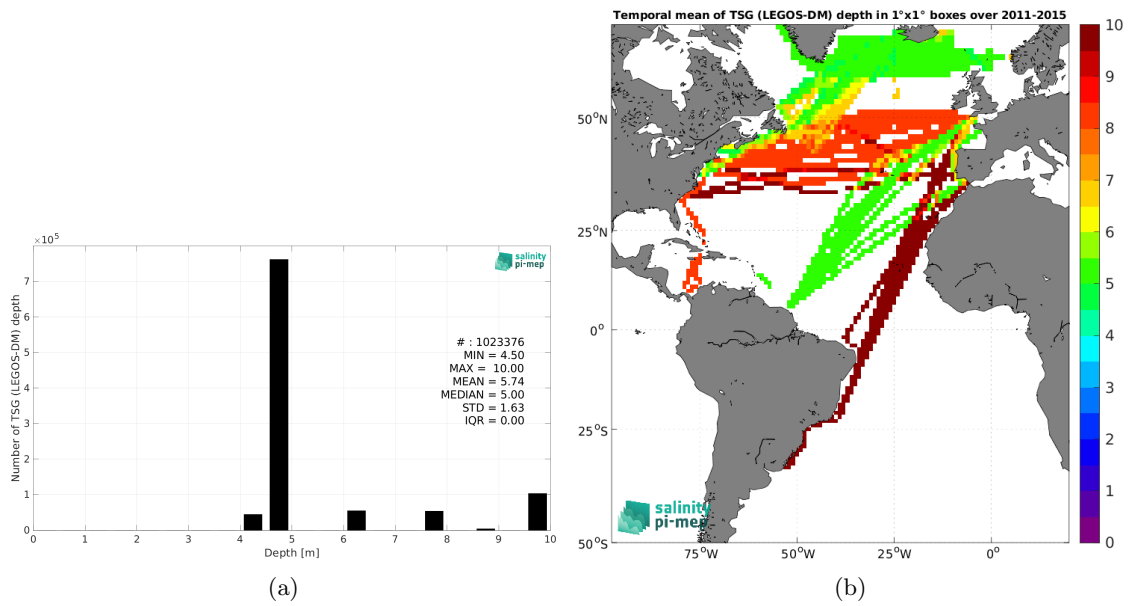 ×10⁵
7
6
5
4
3
2
1
0
Number of TSG (LEGOS-DM) depth
salinity
pi-mep
# : 1023376
MIN = 4.50
MAX = 10.00
MEAN = 5.74
MEDIAN = 5.00
STD = 1.63
IQR = 0.00
0 1 2 3 4 5 6 7 8 9 10
Depth [m]
(a)
Temporal mean of TSG (LEGOS-DM) depth in 1°x1° boxes over 2011-2015
50°N
25°N
0°
25°S
50°S
75°W 50°W 25°W 0°
salinity
pi-mep
10
9
8
7
6
5
4
3
2
1
0
(b)